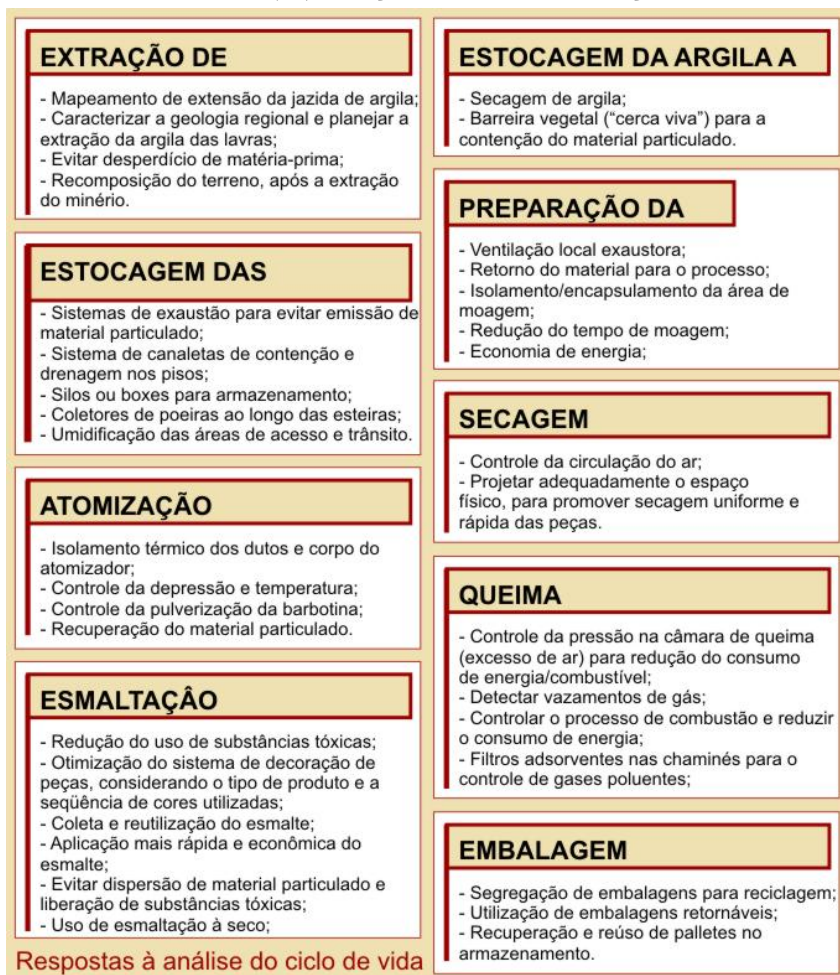 EXTRAÇÃO DE
- Mapeamento de extensão da jazida de argila;
- Caracterizar a geologia regional e planejar a
extração da argila das lavras;
- Evitar desperdício de matéria-prima;
- Recomposição do terreno, após a extração
do minério.
ESTOCAGEM DAS
- Sistemas de exaustão para evitar emissão de
material particulado;
- Sistema de canaletas de contenção e
drenagem nos pisos;
- Silos ou boxes para armazenamento;
- Coletores de poeiras ao longo das esteiras;
- Umidificação das áreas de acesso e trânsito.
ATOMIZAÇÃO
- Isolamento térmico dos dutos e corpo do
atomizador;
- Controle da depressão e temperatura;
- Controle da pulverização da barbotina;
- Recuperação do material particulado.
ESMALTAÇÂO
- Redução do uso de substâncias tóxicas;
- Otimização do sistema de decoração de
peças, considerando o tipo de produto e a
seqüência de cores utilizadas;
- Coleta e reutilização do esmalte;
- Aplicação mais rápida e econômica do
esmalte;
- Evitar dispersão de material particulado e
liberação de substâncias tóxicas;
- Uso de esmaltação à seco;
Respostas à análise do ciclo de vida
ESTOCAGEM DA ARGILA A
- Secagem de argila;
- Barreira vegetal (“cerca viva”) para a
contenção do material particulado.
PREPARAÇÃO DA
- Ventilação local exaustora;
- Retorno do material para o processo;
- Isolamento/encapsulamento da área de
moagem;
- Redução do tempo de moagem;
- Economia de energia;
SECAGEM
- Controle da circulação do ar;
- Projetar adequadamente o espaço
físico, para promover secagem uniforme e
rápida das peças.
QUEIMA
- Controle da pressão na câmara de queima
(excesso de ar) para redução do consumo
de energia/combustível;
- Detectar vazamentos de gás;
- Controlar o processo de combustão e reduzir
o consumo de energia;
- Filtros adsorventes nas chaminés para o
controle de gases poluentes;
EMBALAGEM
- Segregação de embalagens para reciclagem;
- Utilização de embalagens retornáveis;
- Recuperação e reúso de palletes no
armazenamento.